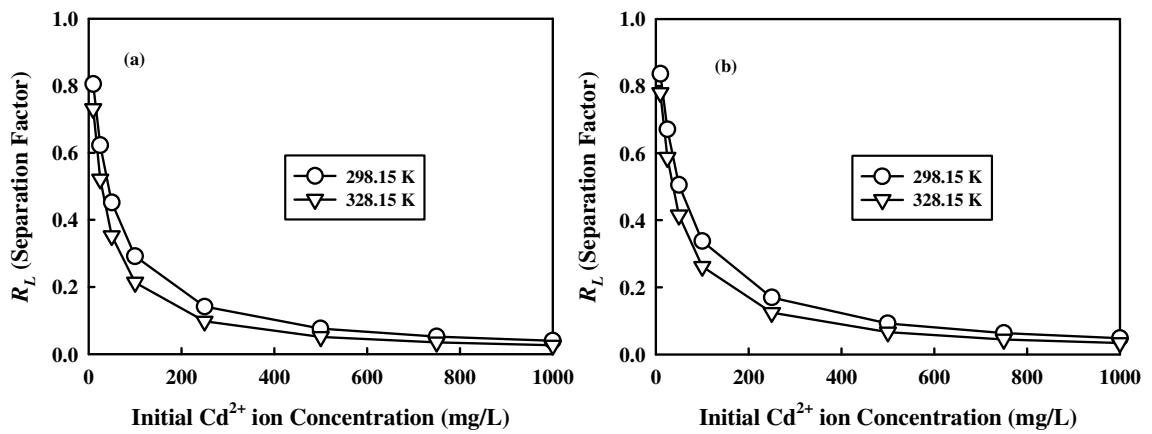 (a)
R_L (Separation Factor)
1.0
0.8
0.6
0.4
0.2
0.0
298.15 K
328.15 K
0 200 400 600 800 1000
Initial Cd²⁺ ion Concentration (mg/L)
(b)
R_L (Separation Factor)
1.0
0.8
0.6
0.4
0.2
0.0
298.15 K
328.15 K
0 200 400 600 800 1000
Initial Cd²⁺ ion Concentration (mg/L)